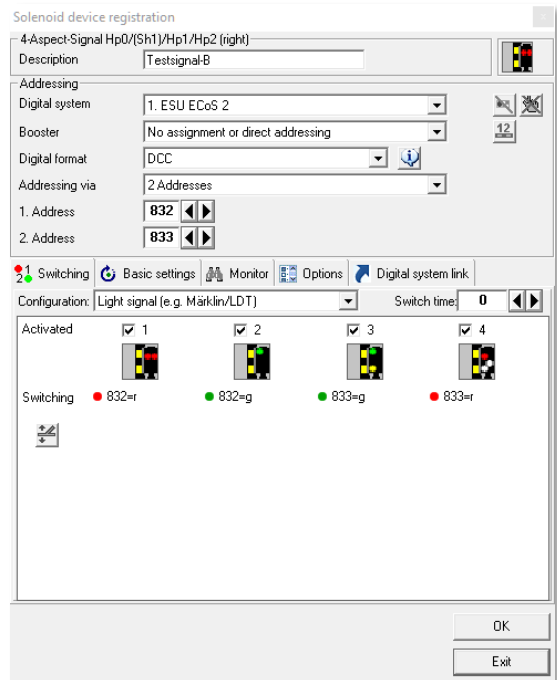 Solenoid device registration
4-Aspect-Signal Hp0/(Sh1)/Hp1/Hp2 (right)
Description Testsignal-B
Addressing
Digital system 1. ESU ECoS 2
Booster No assignment or direct addressing 12
Digital format DCC
Addressing via 2 Addresses
1. Address 832
2. Address 833
1 2 Switching Basic settings Monitor Options Digital system link
Configuration: Light signal (e.g. Märklin/LDT) Switch time: 0
Activated 1 2 3 4
Switching 832=r 832=g 833=g 833=r
OK
Exit